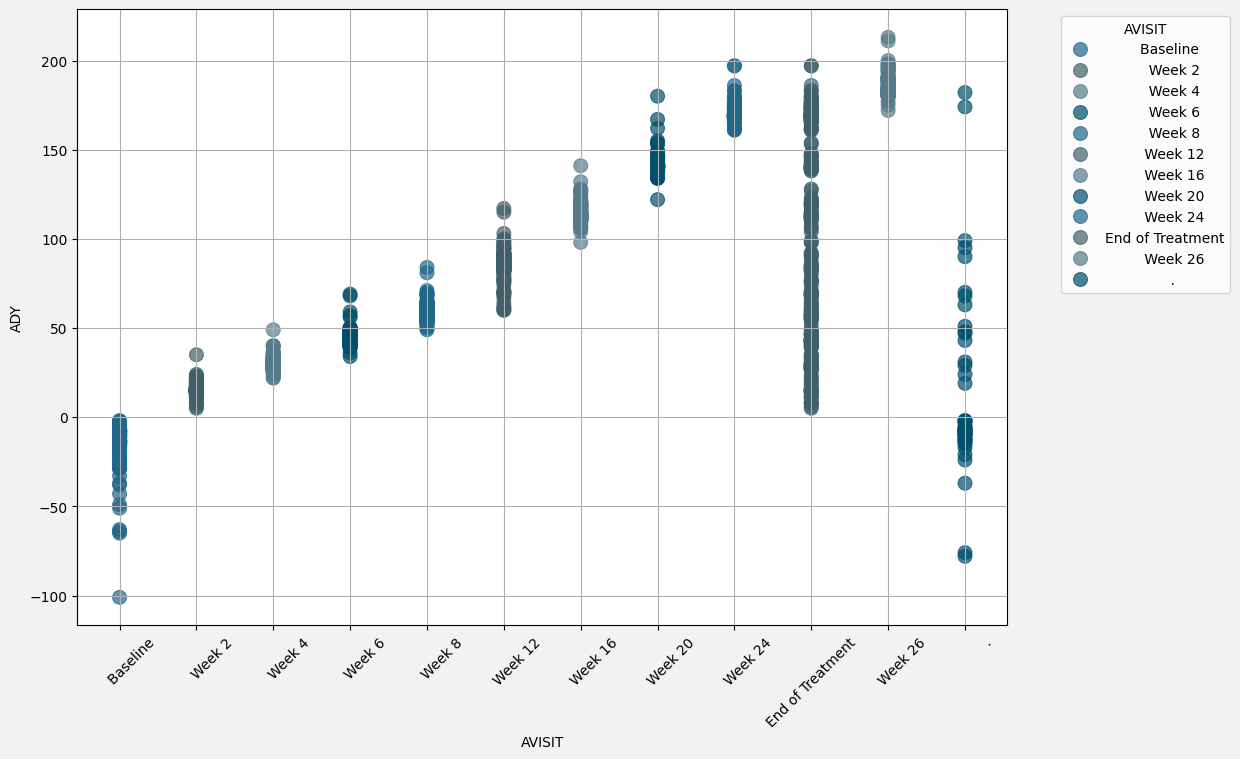 AVISIT
Baseline
Week 2
Week 4
Week 6
Week 8
Week 12
Week 16
Week 20
Week 24
End of Treatment
Week 26
.
200
150
100
50
0
−50
−100
ADY
Baseline
Week 2
Week 4
Week 6
Week 8
Week 12
Week 16
Week 20
Week 24
End of Treatment
Week 26
.
AVISIT